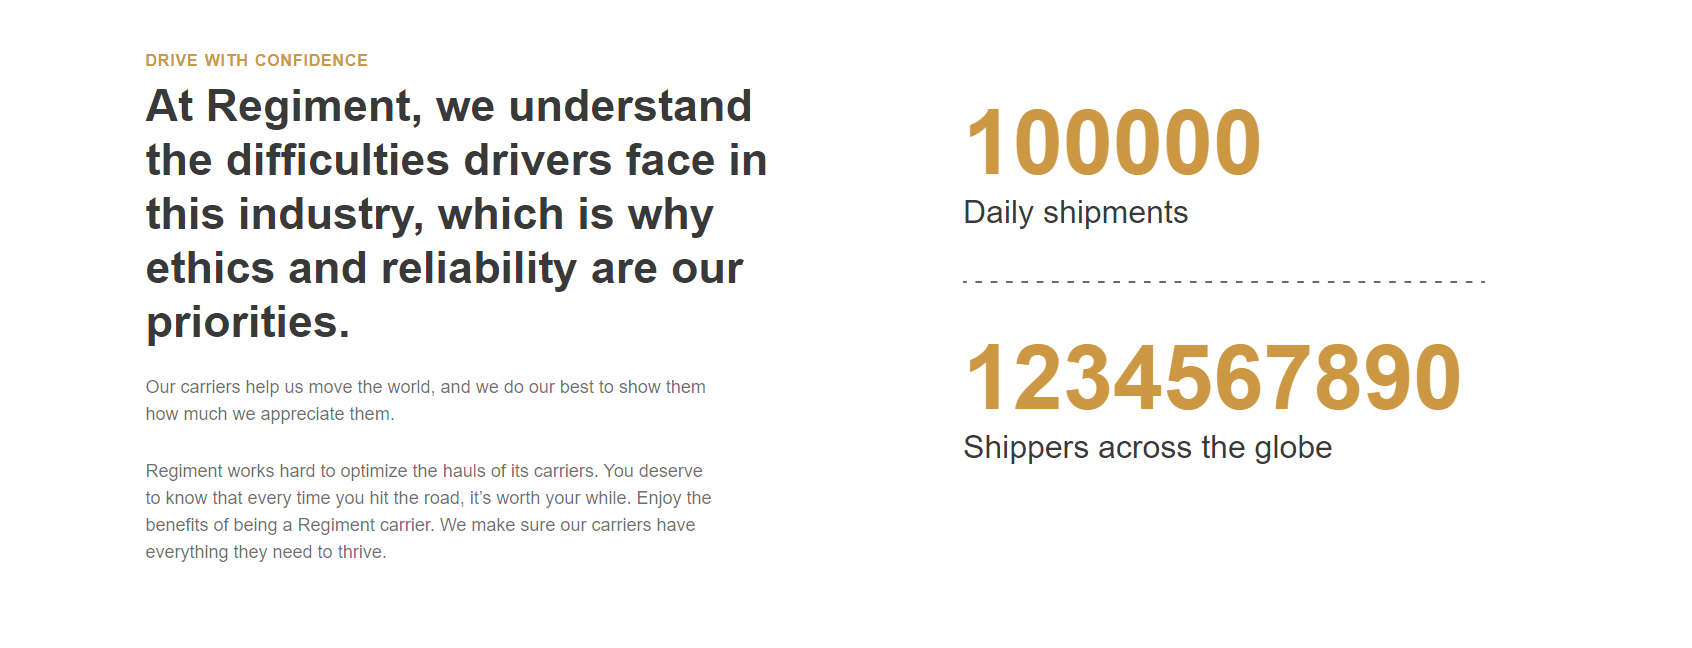 DRIVE WITH CONFIDENCE
At Regiment, we understand
the difficulties drivers face in
this industry, which is why
ethics and reliability are our
priorities.
Our carriers help us move the world, and we do our best to show them
how much we appreciate them.
Regiment works hard to optimize the hauls of its carriers. You deserve
to know that every time you hit the road, it’s worth your while. Enjoy the
benefits of being a Regiment carrier. We make sure our carriers have
everything they need to thrive.
100000
Daily shipments
1234567890
Shippers across the globe